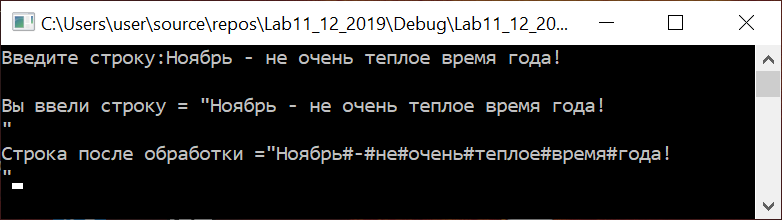 C:\Users\user\source\repos\Lab11_12_2019\Debug\Lab11_12_20...
Введите строку:Ноябрь - не очень теплое время года!
Вы ввели строку = "Ноябрь - не очень теплое время года!
"
Строка после обработки ="Ноябрь#-#не#очень#теплое#время#года!
"